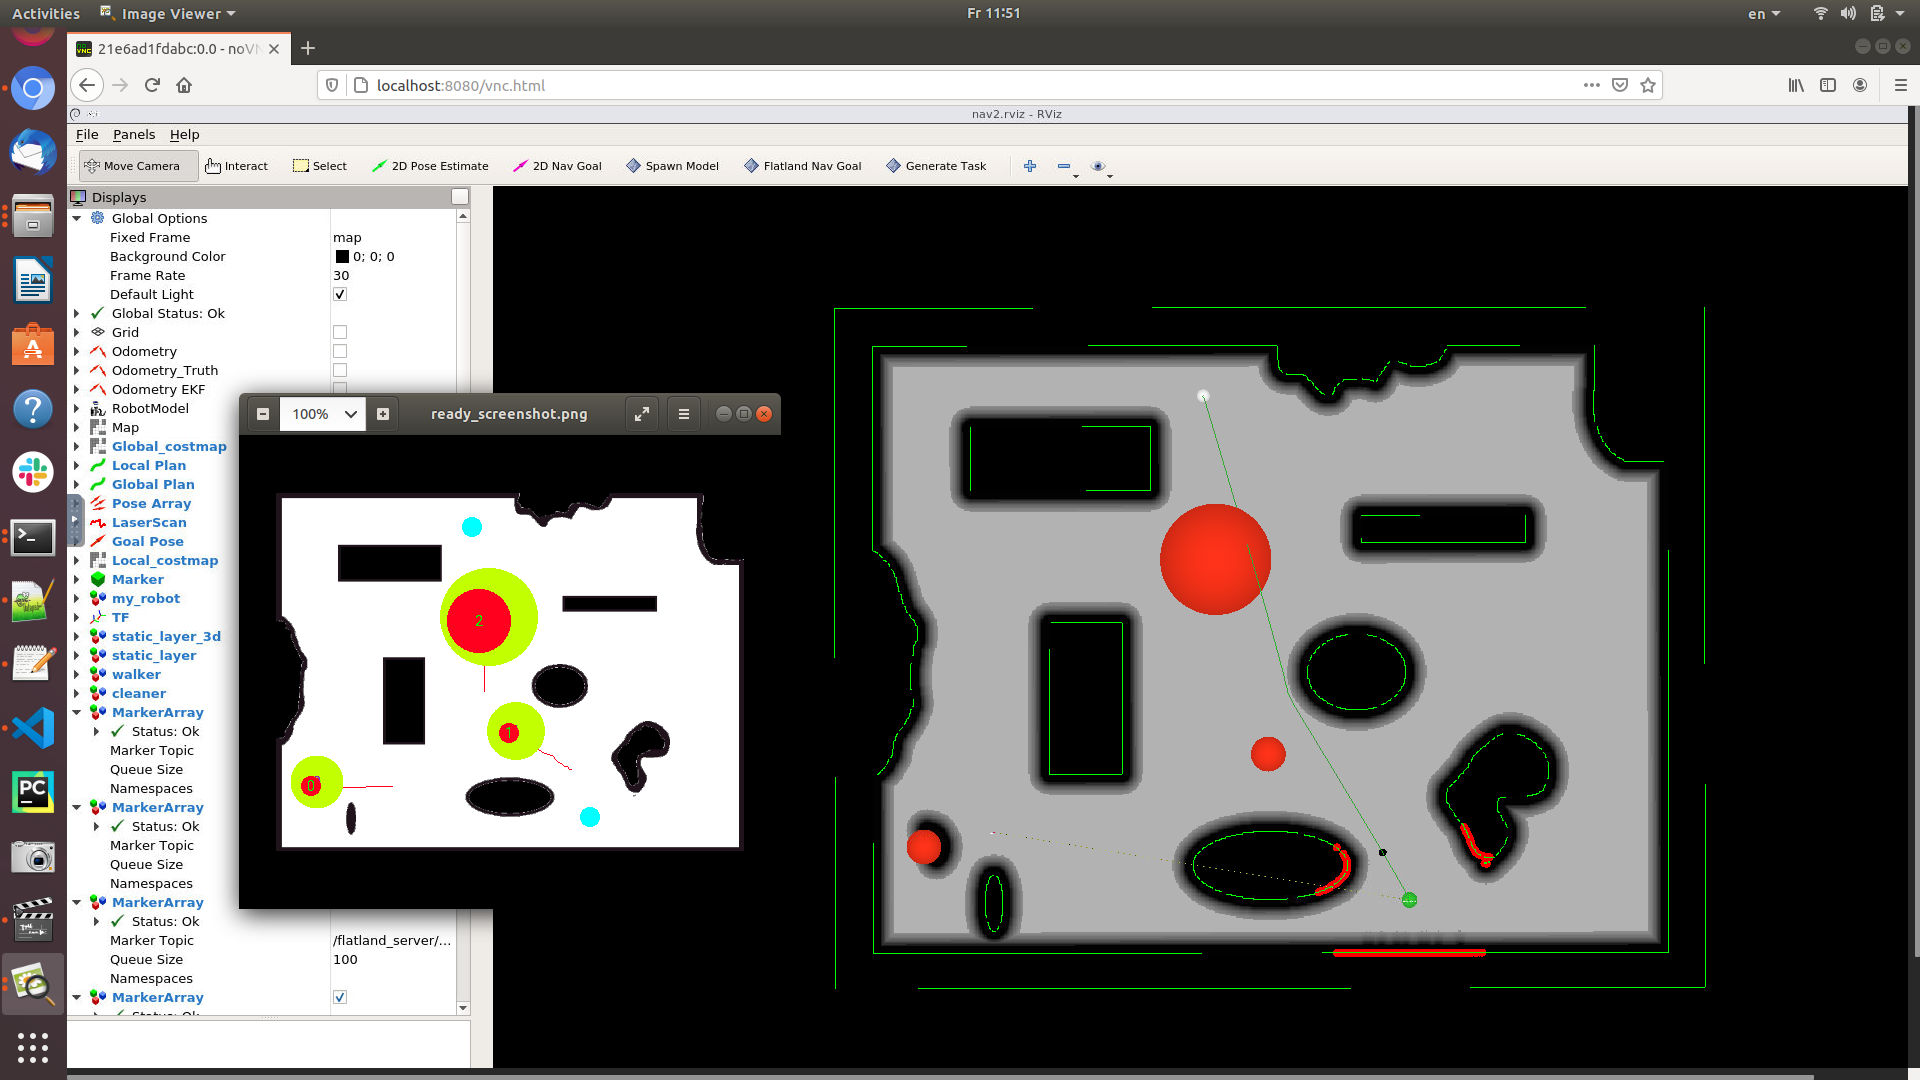 Activities Image Viewer Fr 11:51 en
21e6ad1fdabc:0.0 - noVN
localhost:8080/vnc.html
nav2.rviz - RViz
File Panels Help
Move Camera Interact Select 2D Pose Estimate 2D Nav Goal Spawn Model Flatland Nav Goal Generate Task
Displays
Global Options
Fixed Frame map
Background Color 0; 0; 0
Frame Rate 30
Default Light
Global Status: Ok
Grid
Odometry
Odometry_Truth
Odometry EKF
RobotModel
Map
Global_costmap
Local Plan
Global Plan
Pose Array
LaserScan
Goal Pose
Local_costmap
Marker
my_robot
TF
static_layer_3d
static_layer
walker
cleaner
MarkerArray
Status: Ok
Marker Topic
Queue Size
Namespaces
MarkerArray
Status: Ok
Marker Topic
Queue Size
Namespaces
MarkerArray
Status: Ok
Marker Topic /flatland_server/...
Queue Size 100
Namespaces
MarkerArray
Status: Ok
100% ready_screenshot.png
2
1
0
PC